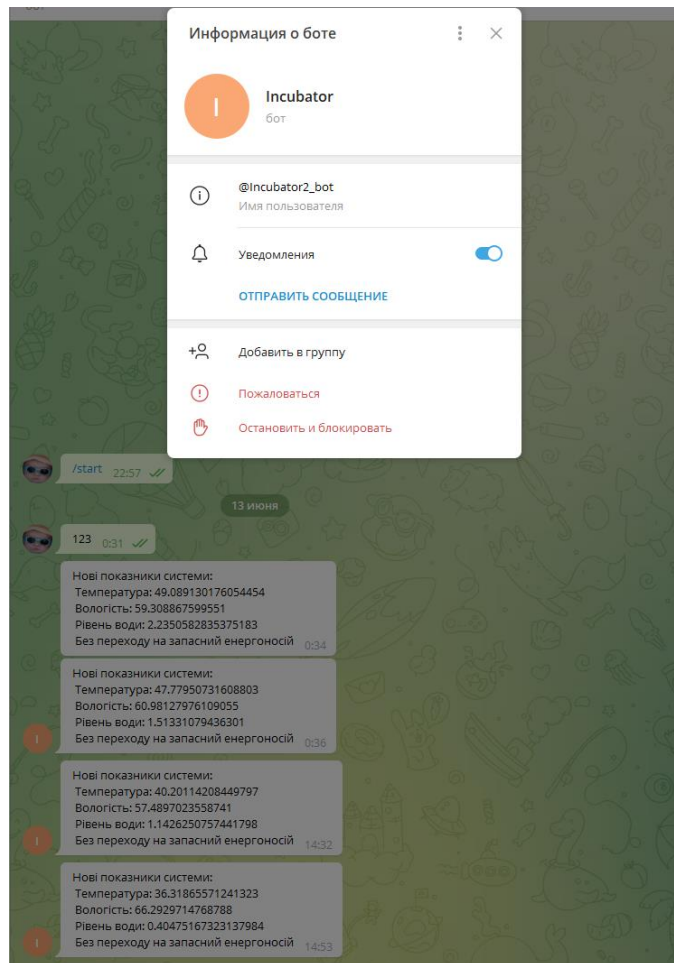 Информация о боте
I
Incubator
бот
@Incubator2_bot
Имя пользователя
Уведомления
ОТПРАВИТЬ СООБЩЕНИЕ
Добавить в группу
Пожаловаться
Остановить и блокировать
/start 22:57
13 июня
123 0:31
Нові показники системи:
Температура: 49.089130176054454
Вологість: 59.308867599551
Рівень води: 2.2350582835375183
Без переходу на запасний енергоносій 0:34
Нові показники системи:
Температура: 47.77950731608803
Вологість: 60.98127976109055
Рівень води: 1.51331079436301
Без переходу на запасний енергоносій 0:36
I
Нові показники системи:
Температура: 40.20114208449797
Вологість: 57.4897023558741
Рівень води: 1.1426250757441798
Без переходу на запасний енергоносій 14:32
I
Нові показники системи:
Температура: 36.31865571241323
Вологість: 66.2929714768788
Рівень води: 0.40475167323137984
Без переходу на запасний енергоносій 14:53
I